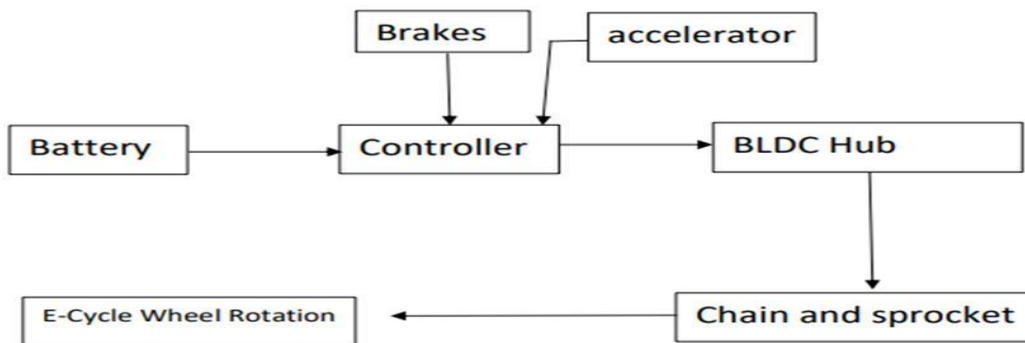 Brakes
accelerator
Battery
Controller
BLDC Hub
E-Cycle Wheel Rotation
Chain and sprocket